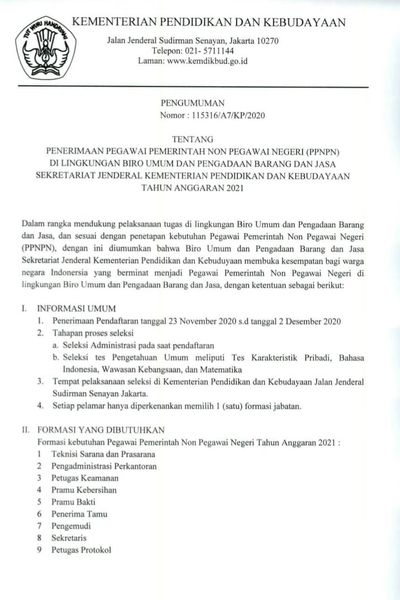 TUT WURI HANDAYANI
KEMENTERIAN PENDIDIKAN DAN KEBUDAYAAN
Jalan Jenderal Sudirman Senayan, Jakarta 10270
Telepon: 021- 5711144
Laman: www.kemdikbud.go.id
PENGUMUMAN
Nomor : 115316/A7/KP/2020
TENTANG
PENERIMAAN PEGAWAI PEMERINTAH NON PEGAWAI NEGERI (PPNPN)
DI LINGKUNGAN BIRO UMUM DAN PENGADAAN BARANG DAN JASA
SEKRETARIAT JENDERAL KEMENTERIAN PENDIDIKAN DAN KEBUDAYAAN
TAHUN ANGGARAN 2021
Dalam rangka mendukung pelaksanaan tugas di lingkungan Biro Umum dan Pengadaan Barang
dan Jasa, dan sesuai dengan penetapan kebutuhan Pegawai Pemerintah Non Pegawai Negeri
(PPNPN), dengan ini diumumkan bahwa Biro Umum dan Pengadaan Barang dan Jasa
Sekretariat Jenderal Kementerian Pendidikan dan Kebuduyaan membuka kesempatan bagi warga
negara Indonersia yang berminat menjadi Pegawai Pemerintah Non Pegawai Negeri di
lingkungan Biro Umum dan Pengadaan Barang dan Jasa, dengan ketentuan sebagai berikut:
I. INFORMASI UMUM
1. Penerimaan Pendaftaran tanggal 23 November 2020 s.d tanggal 2 Desember 2020
2. Tahapan proses seleksi
a. Seleksi Administrasi pada saat pendaftaran
b. Seleksi tes Pengetahuan Umum meliputi Tes Karakteristik Pribadi, Bahasa
Indonesia, Wawasan Kebangsaan, dan Matematika
3. Tempat pelaksanaan seleksi di Kementerian Pendidikan dan Kebudayaan Jalan Jenderal
Sudirman Senayan Jakarta.
4. Setiap pelamar hanya diperkenankan memilih 1 (satu) formasi jabatan.
II. FORMASI YANG DIBUTUHKAN
Formasi kebutuhan Pegawai Pemerintah Non Pegawai Negeri Tahun Anggaran 2021 :
1 Teknisi Sarana dan Prasarana
2 Pengadministrasi Perkantoran
3 Petugas Keamanan
4 Pramu Kebersihan
5 Pramu Bakti
6 Penerima Tamu
7 Pengemudi
8 Sekretaris
9 Petugas Protokol